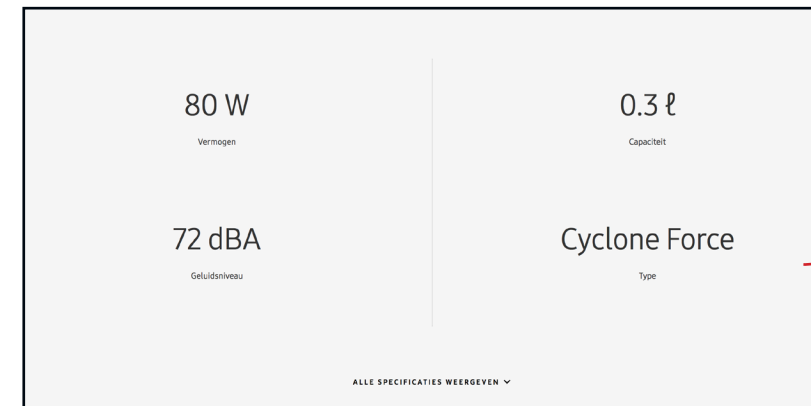 80 W
Vermogen
0.3 ℓ
Capaciteit
72 dBA
Geluidsniveau
Cyclone Force
Type
ALLE SPECIFICATIES WEERGEVEN